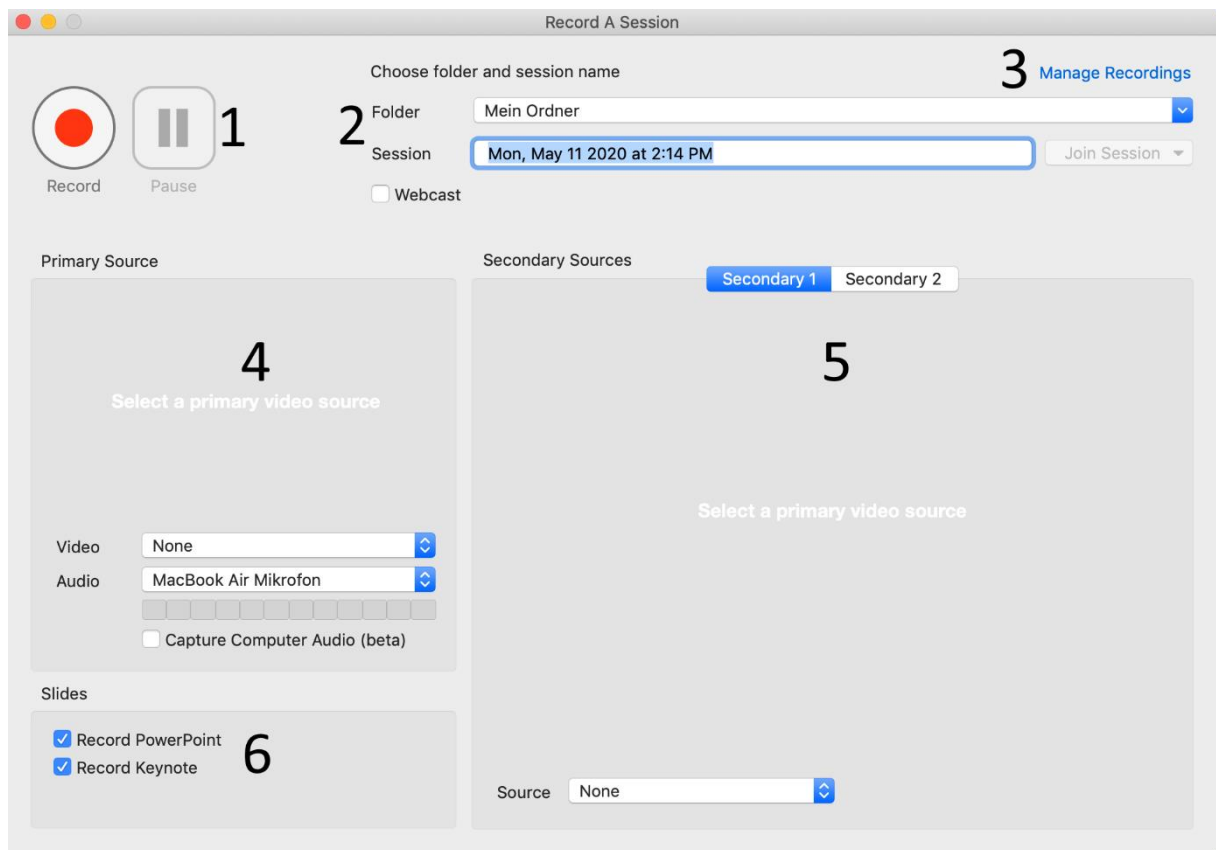 Record A Session
Choose folder and session name
3 Manage Recordings
1
2
Folder Mein Ordner
Session Mon, May 11 2020 at 2:14 PM Join Session
Record Pause
Webcast
Primary Source
Secondary Sources
Secondary 1 Secondary 2
4
Select a primary video source
5
Select a primary video source
Video None
Audio MacBook Air Mikrofon
Capture Computer Audio (beta)
Slides
Record PowerPoint
Record Keynote
6
Source None